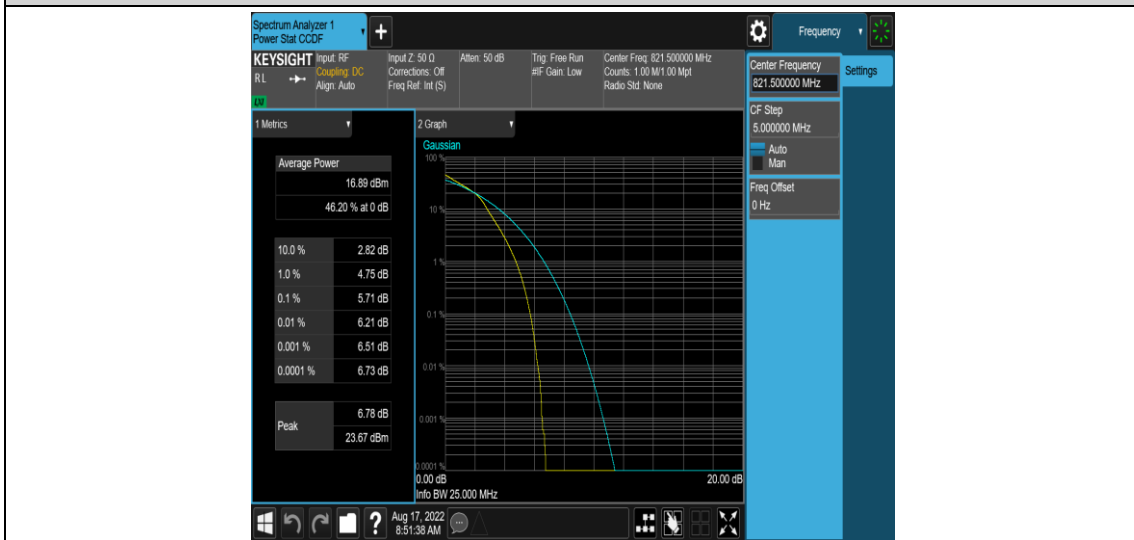 Spectrum Analyzer 1
Power Stat CCDF
+
Frequency
KEYSIGHT
RL
Input: RF
Coupling: DC
Align: Auto
Input Z: 50 Ω
Corrections: Off
Freq Ref: Int (S)
Atten: 50 dB
Trig: Free Run
#IF Gain: Low
Center Freq: 821.500000 MHz
Counts: 1.00 M/1.00 Mpt
Radio Std: None
Center Frequency
821.500000 MHz
Settings
CF Step
5.000000 MHz
Auto
Man
Freq Offset
0 Hz
1 Metrics
Average Power
16.89 dBm
46.20 % at 0 dB
10.0 % 2.82 dB
1.0 % 4.75 dB
0.1 % 5.71 dB
0.01 % 6.21 dB
0.001 % 6.51 dB
0.0001 % 6.73 dB
Peak
6.78 dB
23.67 dBm
2 Graph
Gaussian
100 %
10 %
1 %
0.1 %
0.01 %
0.001 %
0.0001 %
0.00 dB
20.00 dB
Info BW 25.000 MHz
?
Aug 17, 2022
8:51:38 AM